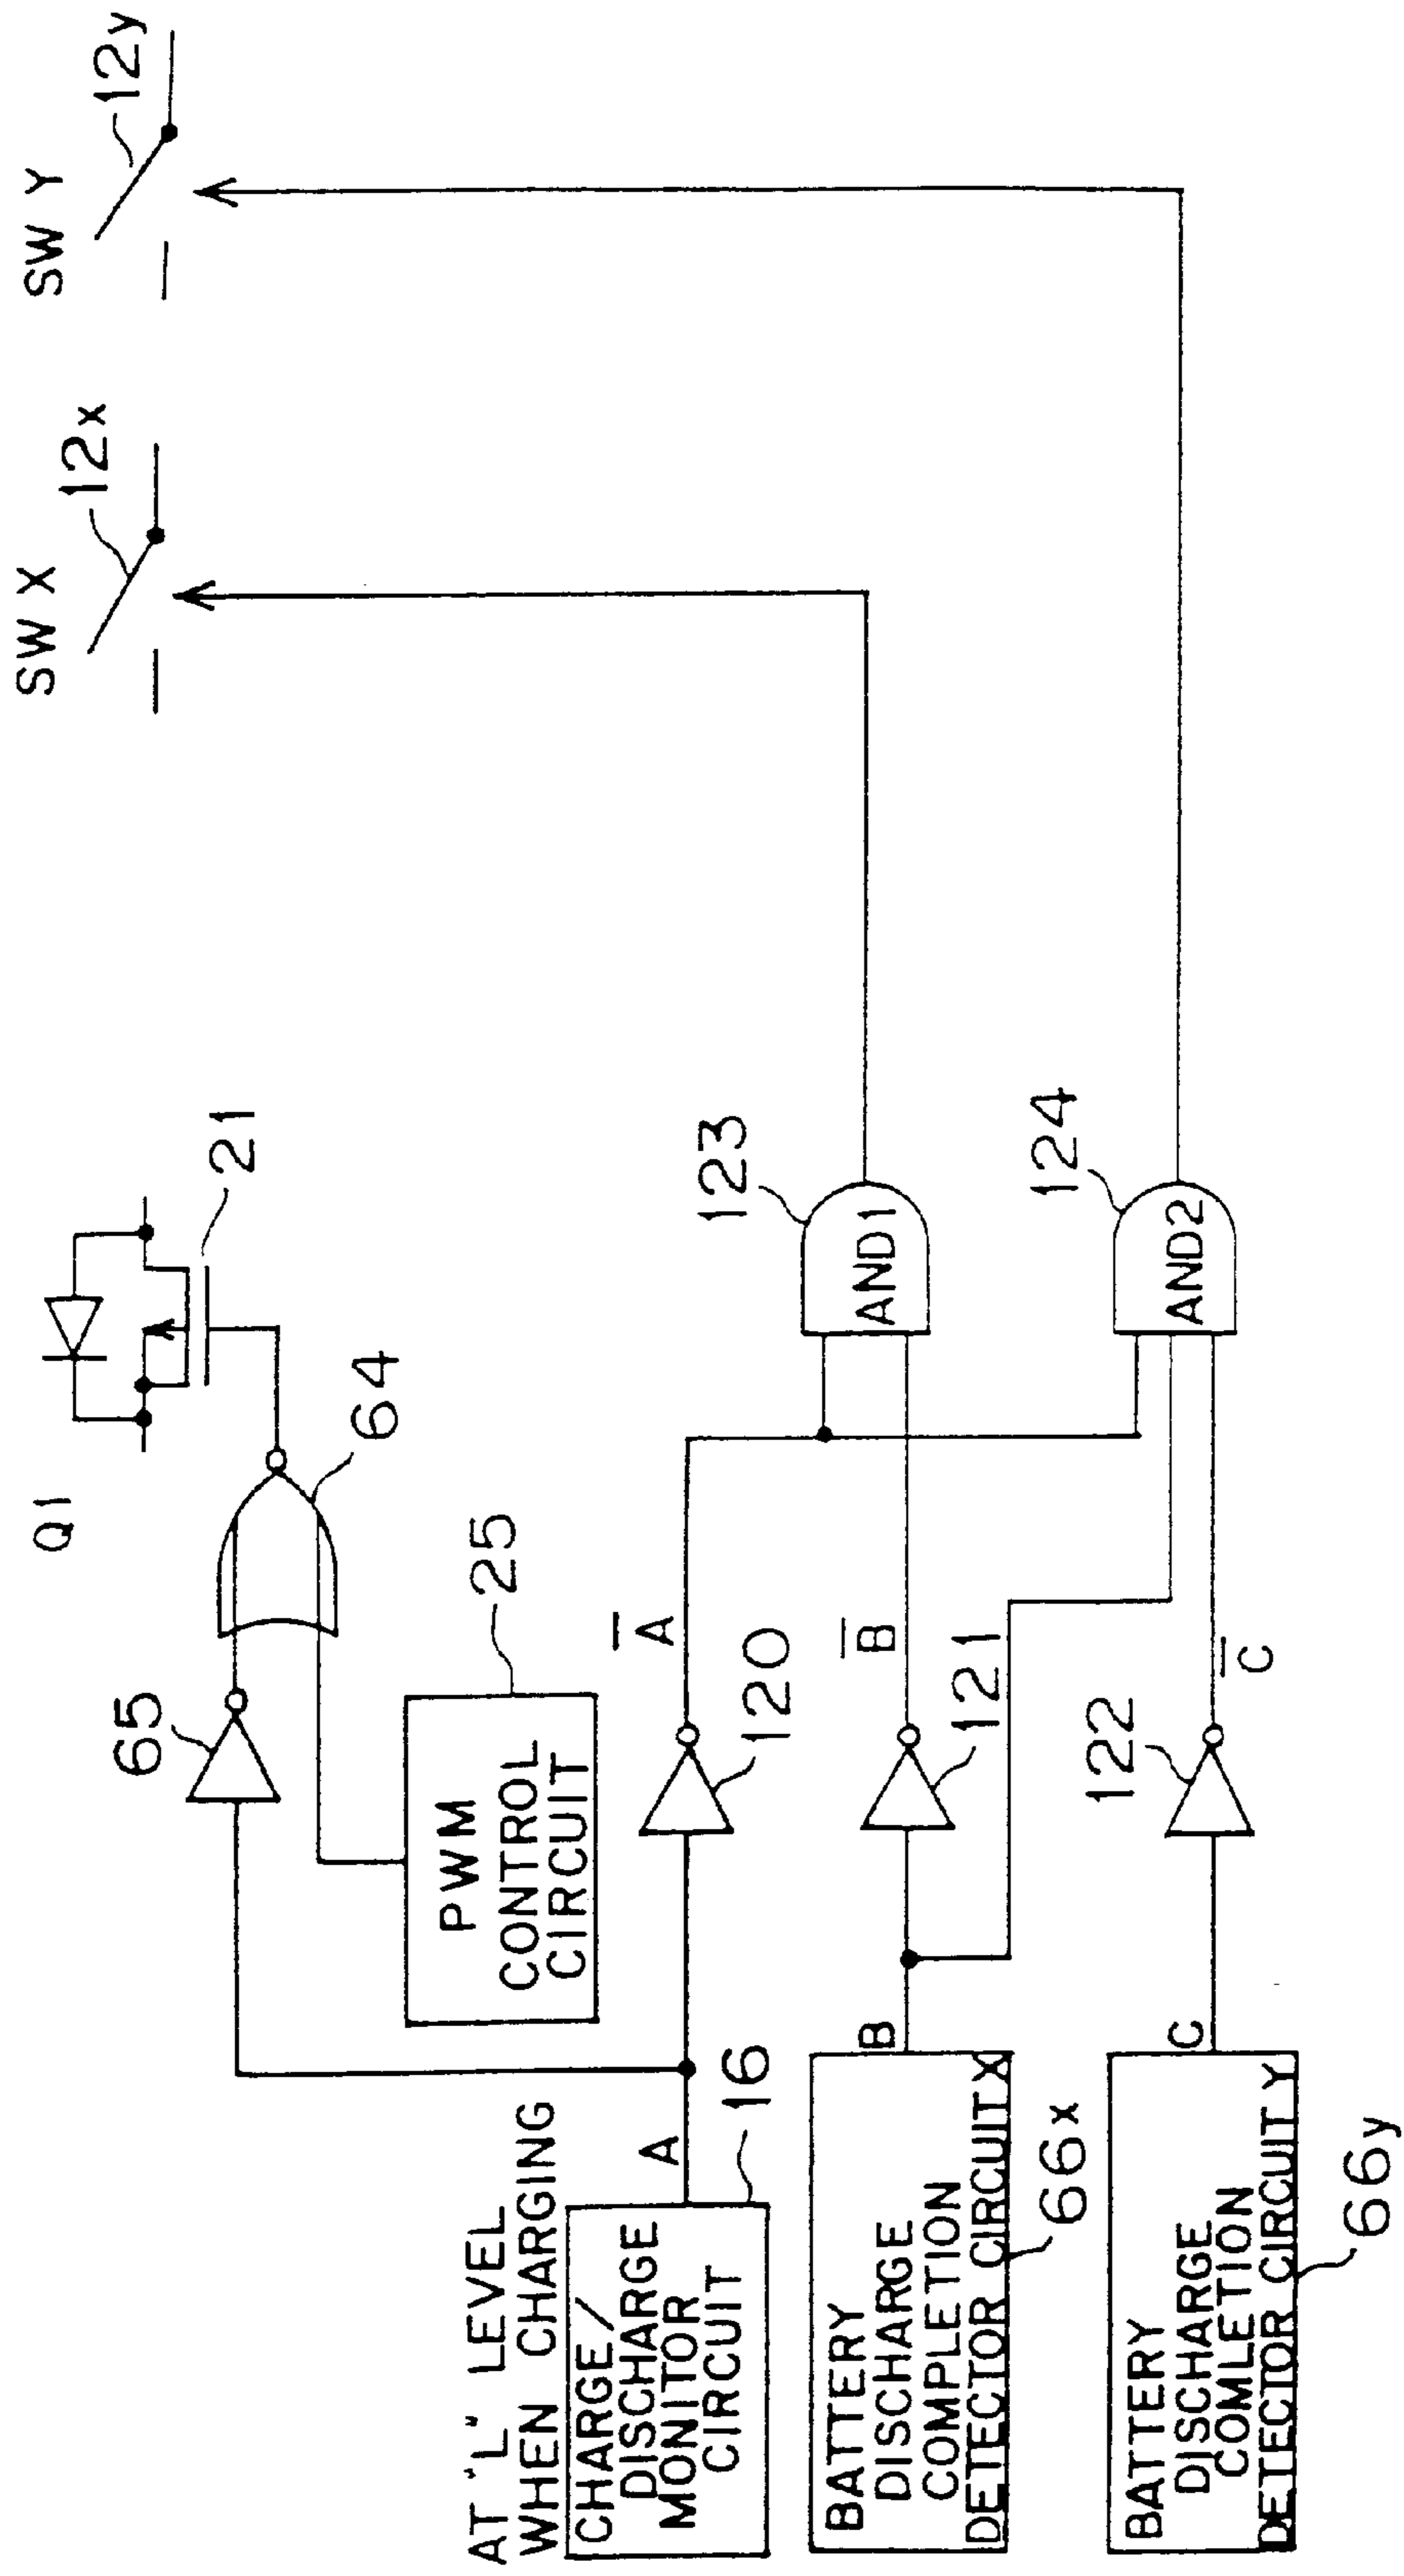 SW X
12x
SW Y
12y
Q1
21
64
65
PWM
CONTROL
CIRCUIT
25
AT "L" LEVEL
WHEN CHARGING
CHARGE/
DISCHARGE
MONITOR
CIRCUIT
16
A
A̅
120
BATTERY
DISCHARGE
COMPLETION
DETECTOR CIRCUIT X
66x
B
B̅
121
AND1
123
BATTERY
DISCHARGE
COMLETION
DETECTOR CIRCUIT Y
66y
C
C̅
122
AND2
124